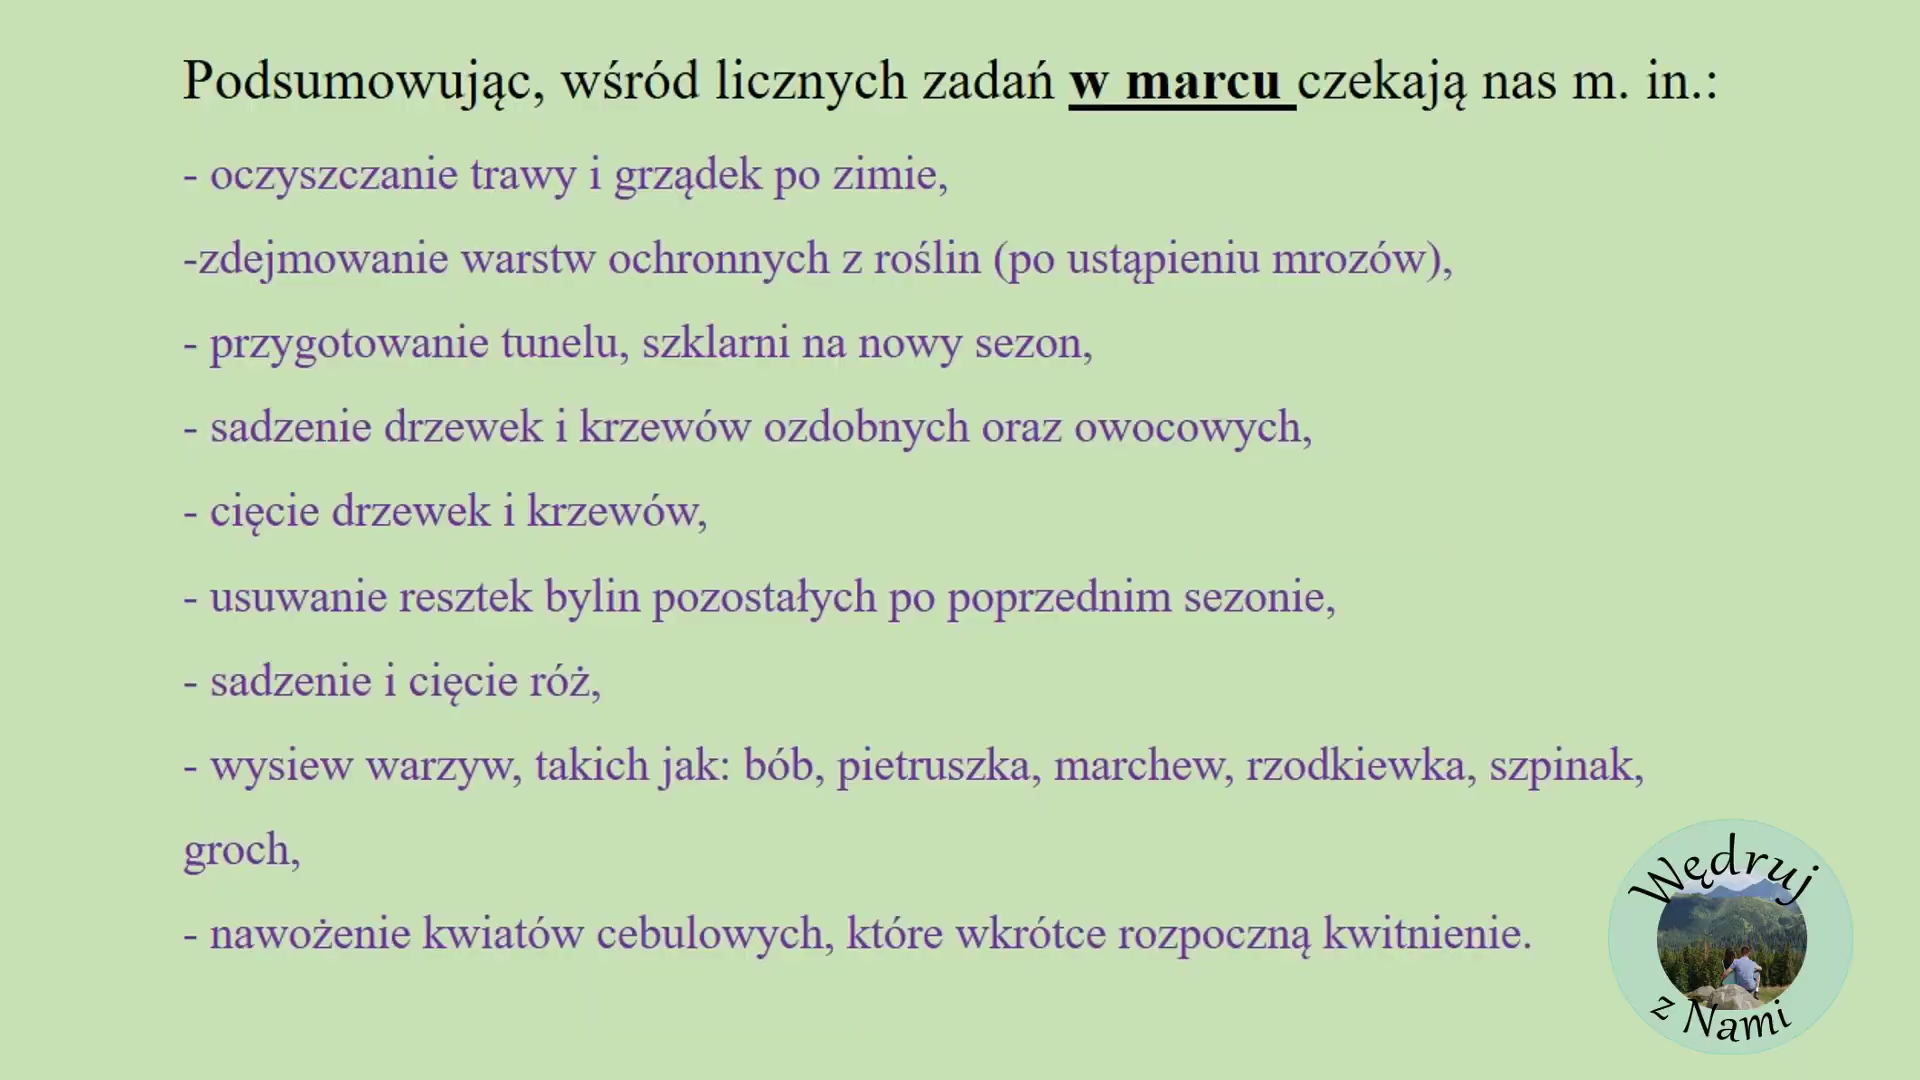 Podsumowując, wśród licznych zadań w marcu czekają nas m. in.:
- oczyszczanie trawy i grządek po zimie,
-zdejmowanie warstw ochronnych z roślin (po ustąpieniu mrozów),
- przygotowanie tunelu, szklarni na nowy sezon,
- sadzenie drzewek i krzewów ozdobnych oraz owocowych,
- cięcie drzewek i krzewów,
- usuwanie resztek bylin pozostałych po poprzednim sezonie,
- sadzenie i cięcie róż,
- wysiew warzyw, takich jak: bób, pietruszka, marchew, rzodkiewka, szpinak,
groch,
- nawożenie kwiatów cebulowych, które wkrótce rozpoczną kwitnienie.
Wędruj
z Nami